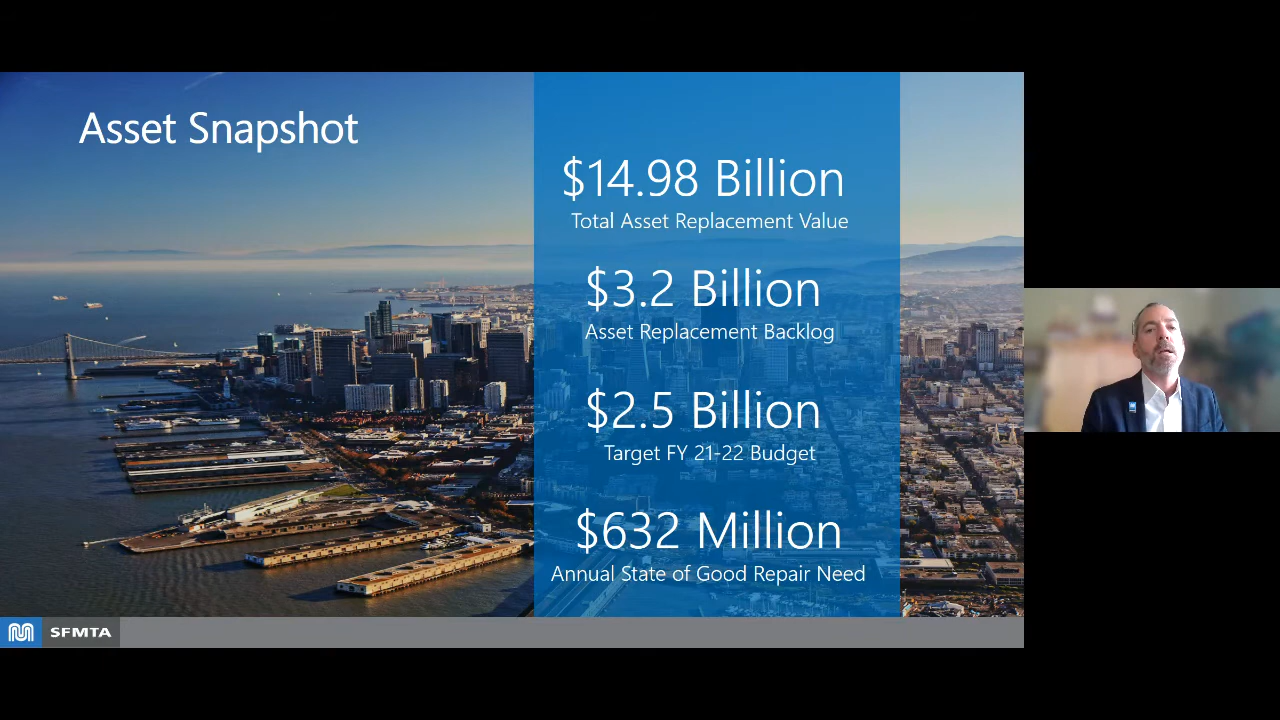 Asset Snapshot
$14.98 Billion
Total Asset Replacement Value
$3.2 Billion
Asset Replacement Backlog
$2.5 Billion
Target FY 21-22 Budget
$632 Million
Annual State of Good Repair Need
SFMTA